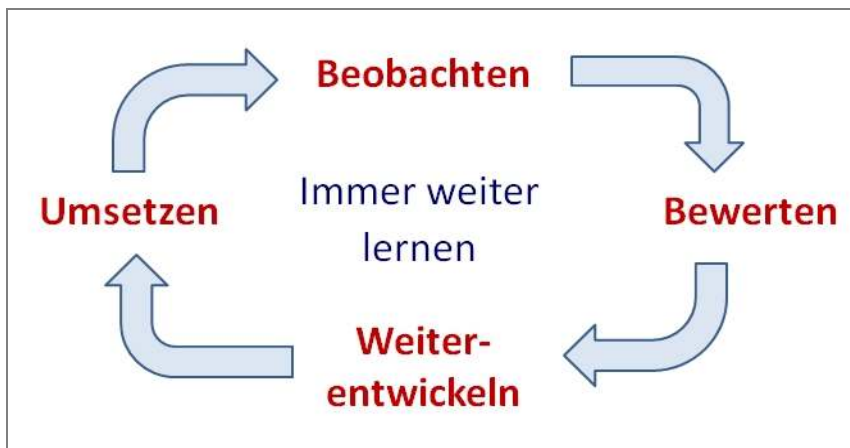 Beobachten
Umsetzen
Immer weiter
lernen
Bewerten
Weiter-
entwickeln